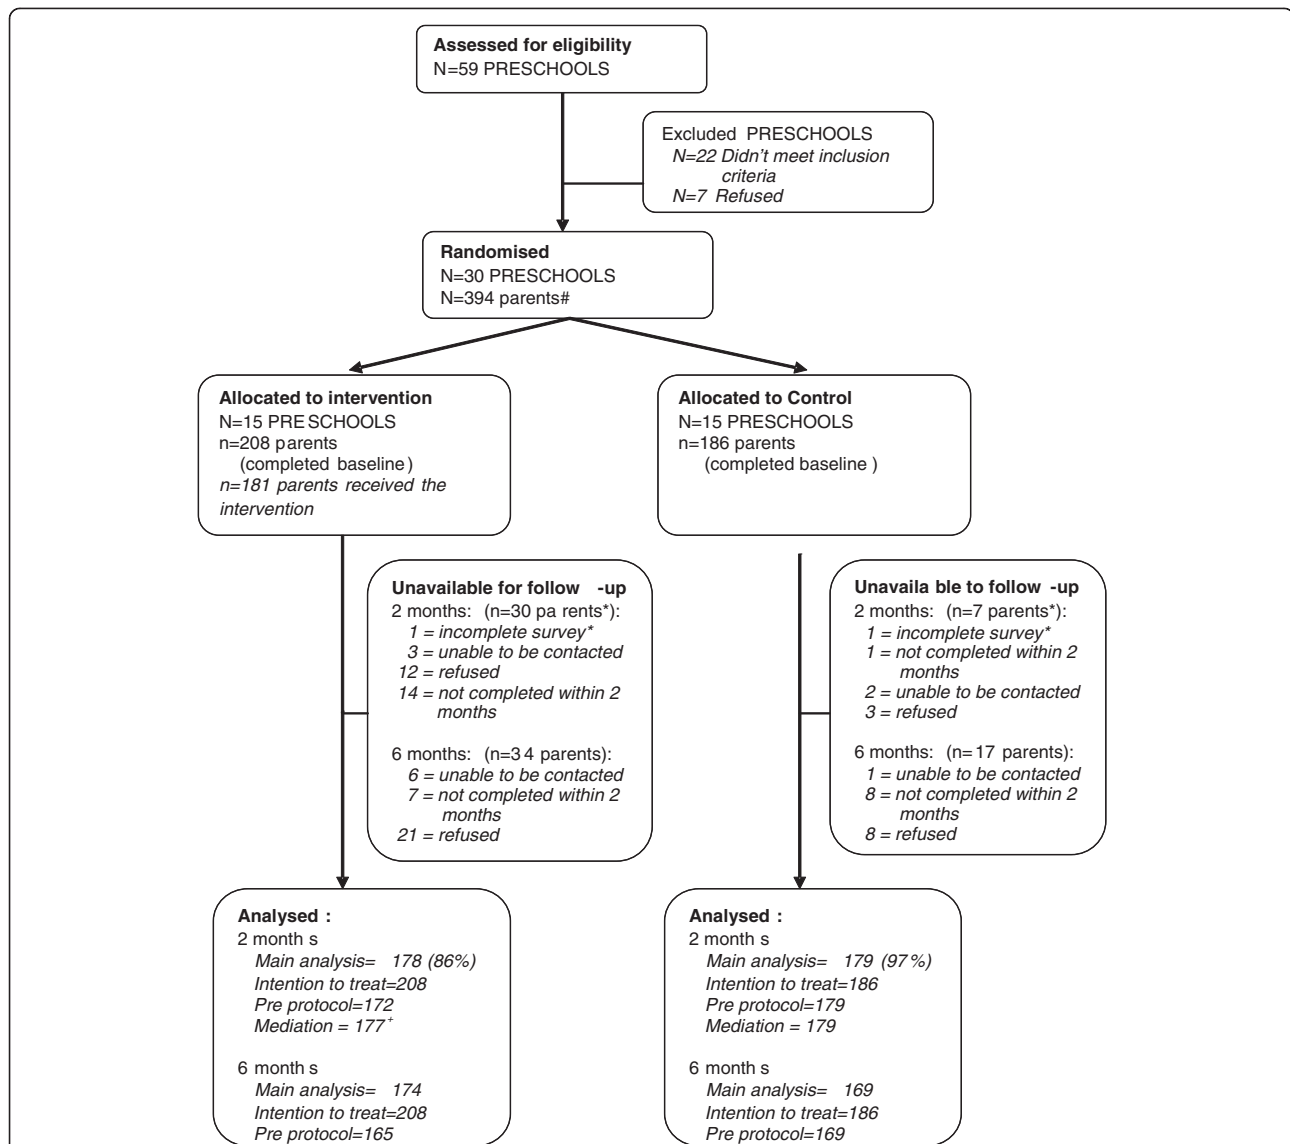 Assessed for eligibility
N=59 PRESCHOOLS
Excluded PRESCHOOLS
N=22 Didn't meet inclusion
criteria
N=7 Refused
Randomised
N=30 PRESCHOOLS
N=394 parents#
Allocated to intervention
N=15 PRESCHOOLS
n=208 parents
(completed baseline)
n=181 parents received the
intervention
Allocated to Control
N=15 PRESCHOOLS
n=186 parents
(completed baseline )
Unavailable for follow -up
2 months: (n=30 pa rents*):
1 = incomplete survey*
3 = unable to be contacted
12 = refused
14 = not completed within 2
months
6 months: (n=3 4 parents):
6 = unable to be contacted
7 = not completed within 2
months
21 = refused
Unavaila ble to follow -up
2 months: (n=7 parents*):
1 = incomplete survey*
1 = not completed within 2
months
2 = unable to be contacted
3 = refused
6 months: (n=17 parents):
1 = unable to be contacted
8 = not completed within 2
months
8 = refused
Analysed :
2 month s
Main analysis= 178 (86%)
Intention to treat=208
Pre protocol=172
Mediation = 177+
6 month s
Main analysis= 174
Intention to treat=208
Pre protocol=165
Analysed :
2 month s
Main analysis= 179 (97%)
Intention to treat=186
Pre protocol=179
Mediation = 179
6 month s
Main analysis= 169
Intention to treat=186
Pre protocol=169